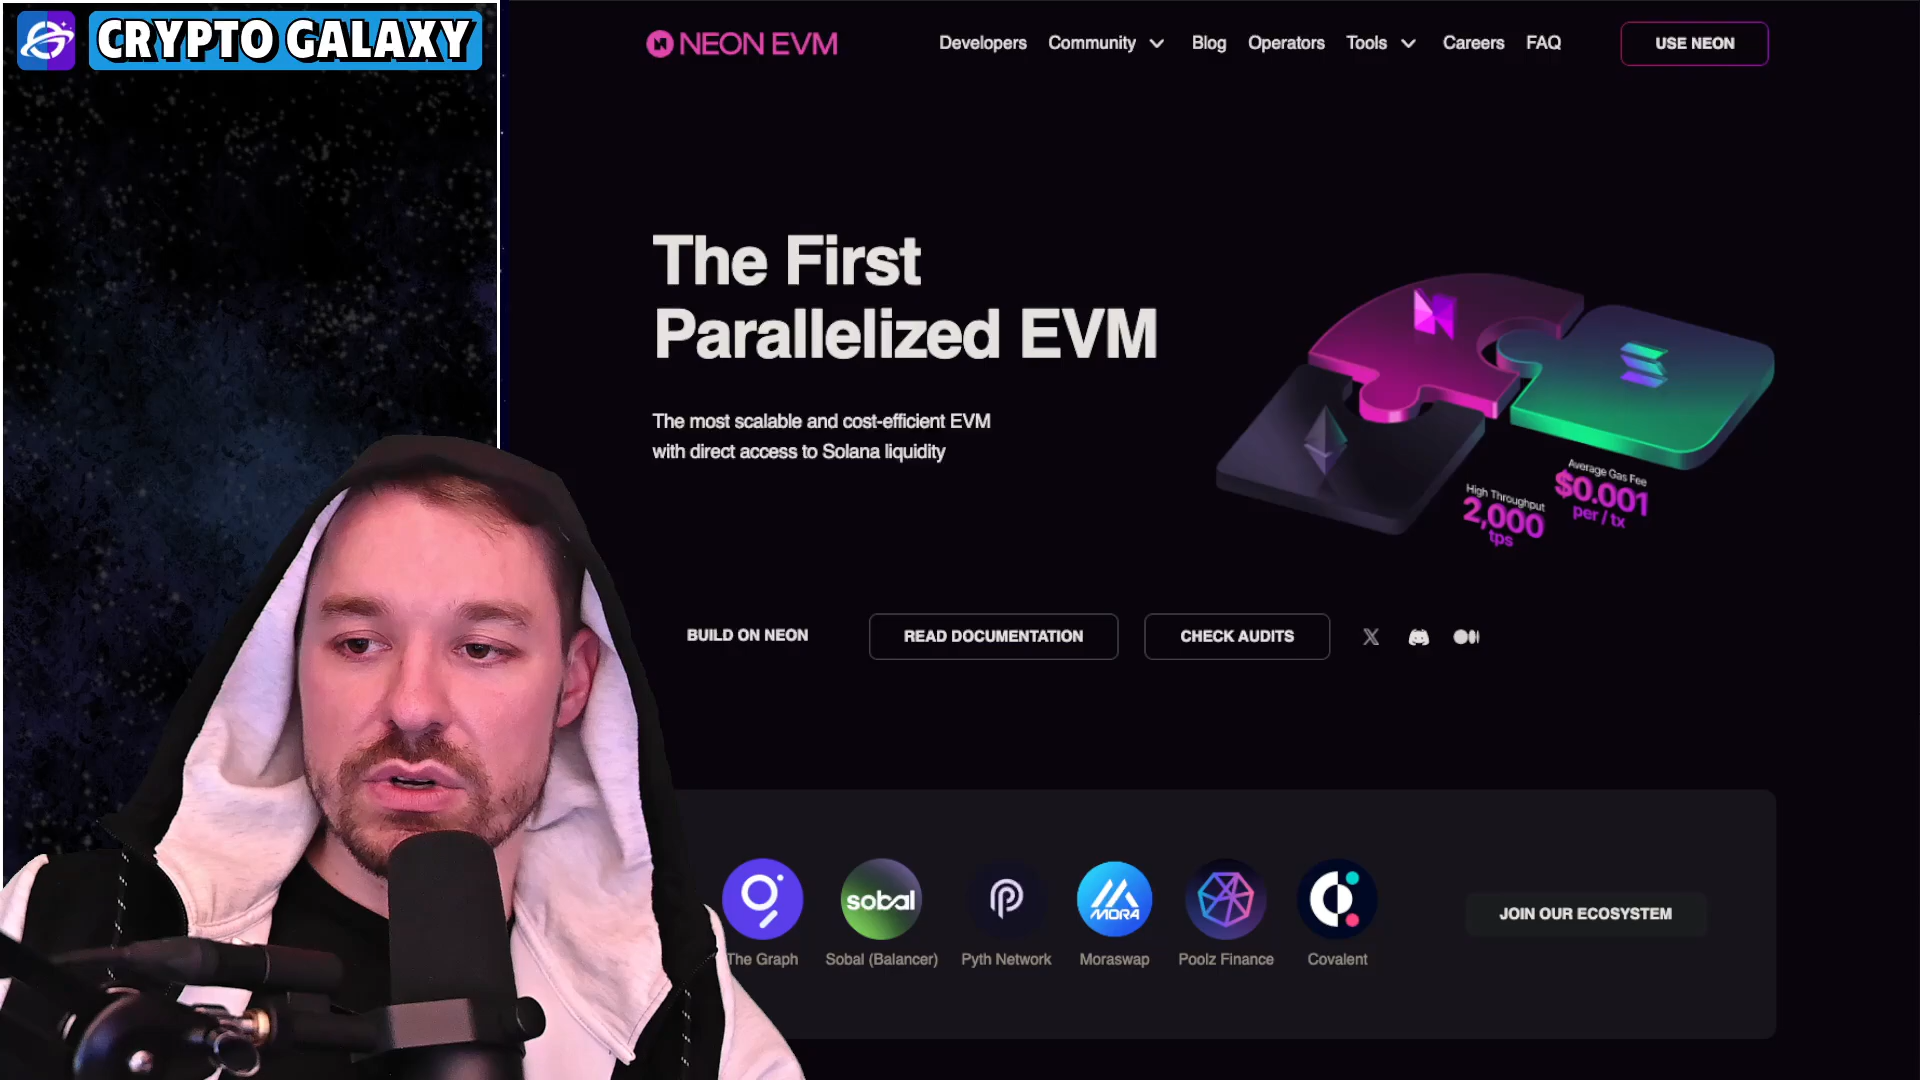 CRYPTO GALAXY
NEON EVM
Developers
Community
Blog
Operators
Tools
Careers
FAQ
USE NEON
The First
Parallelized EVM
The most scalable and cost-efficient EVM
with direct access to Solana liquidity
Average Gas Fee
$0.001
per / tx
High Throughput
2,000
tps
BUILD ON NEON
READ DOCUMENTATION
CHECK AUDITS
sobal
MORA
The Graph
Sobal (Balancer)
Pyth Network
Moraswap
Poolz Finance
Covalent
JOIN OUR ECOSYSTEM